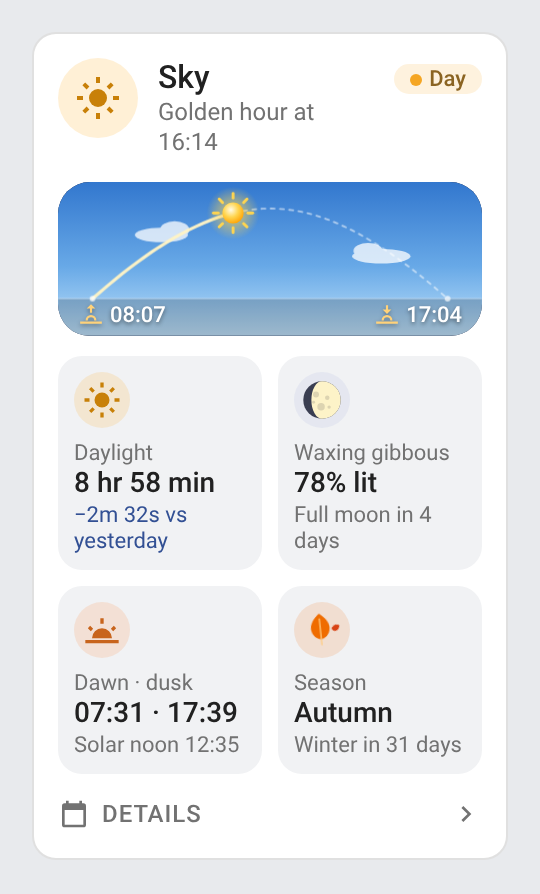 Sky
Golden hour at
16:14
Day
08:07
17:04
Daylight
8 hr 58 min
−2m 32s vs
yesterday
Waxing gibbous
78% lit
Full moon in 4
days
Dawn · dusk
07:31 · 17:39
Solar noon 12:35
Season
Autumn
Winter in 31 days
DETAILS